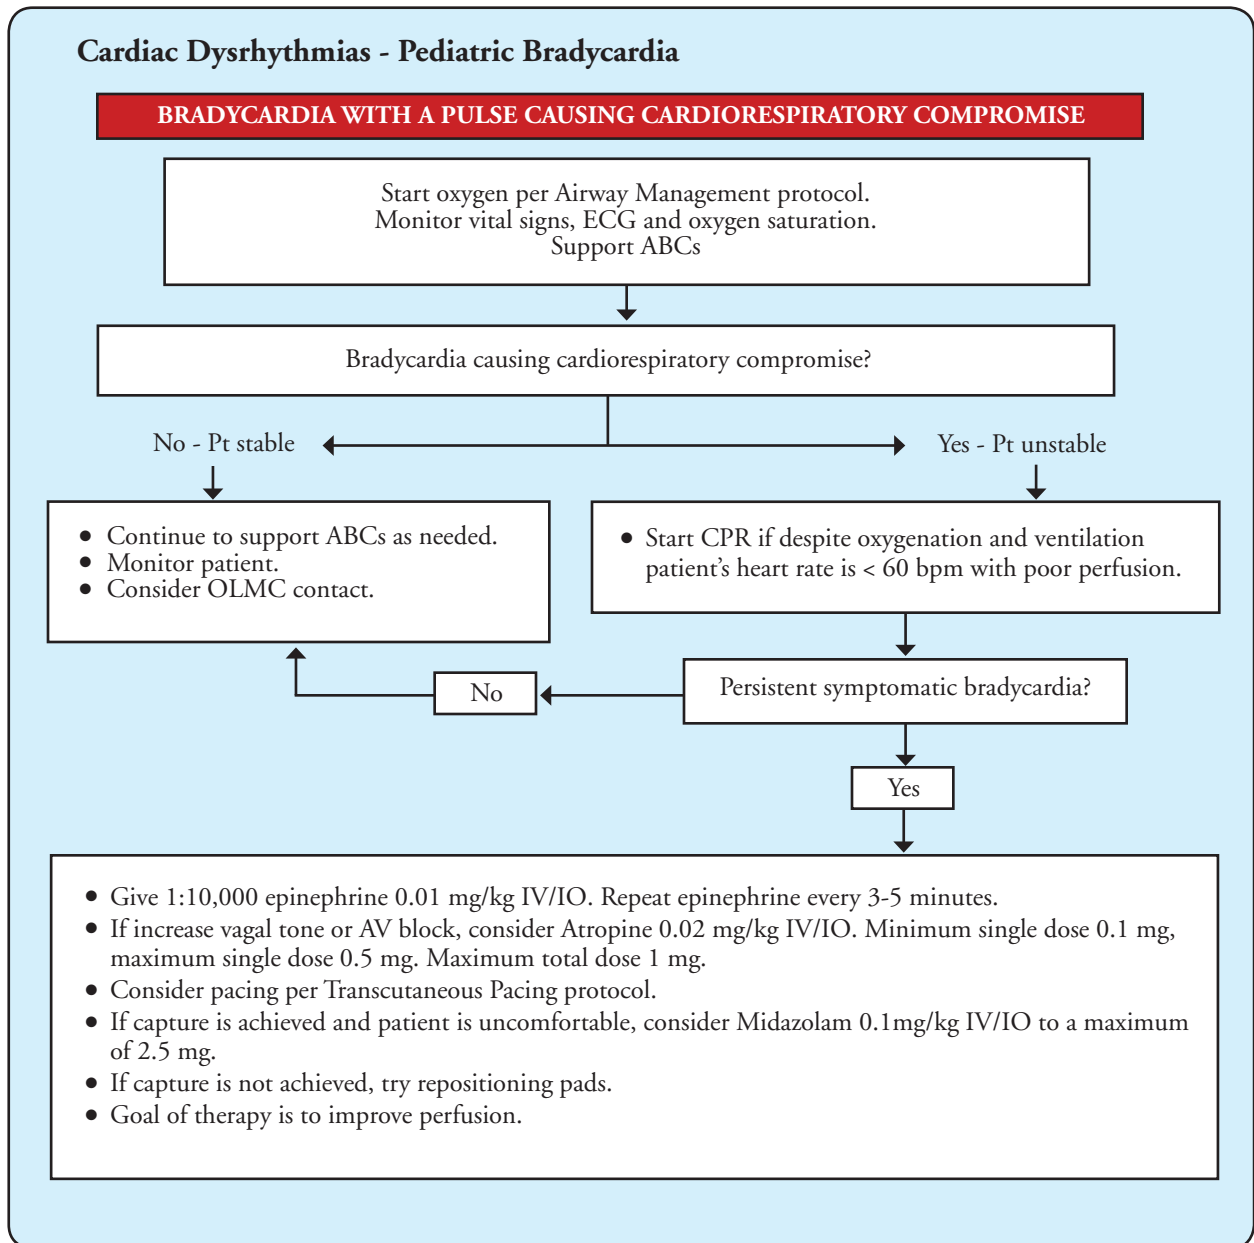 Cardiac Dysrhythmias - Pediatric Bradycardia
BRADYCARDIA WITH A PULSE CAUSING CARDIORESPIRATORY COMPROMISE
Start oxygen per Airway Management protocol.
Monitor vital signs, ECG and oxygen saturation.
Support ABCs
Bradycardia causing cardiorespiratory compromise?
No - Pt stable
Yes - Pt unstable
• Continue to support ABCs as needed.
• Monitor patient.
• Consider OLMC contact.
• Start CPR if despite oxygenation and ventilation
patient’s heart rate is < 60 bpm with poor perfusion.
Persistent symptomatic bradycardia?
No
Yes
• Give 1:10,000 epinephrine 0.01 mg/kg IV/IO. Repeat epinephrine every 3-5 minutes.
• If increase vagal tone or AV block, consider Atropine 0.02 mg/kg IV/IO. Minimum single dose 0.1 mg,
maximum single dose 0.5 mg. Maximum total dose 1 mg.
• Consider pacing per Transcutaneous Pacing protocol.
• If capture is achieved and patient is uncomfortable, consider Midazolam 0.1mg/kg IV/IO to a maximum
of 2.5 mg.
• If capture is not achieved, try repositioning pads.
• Goal of therapy is to improve perfusion.